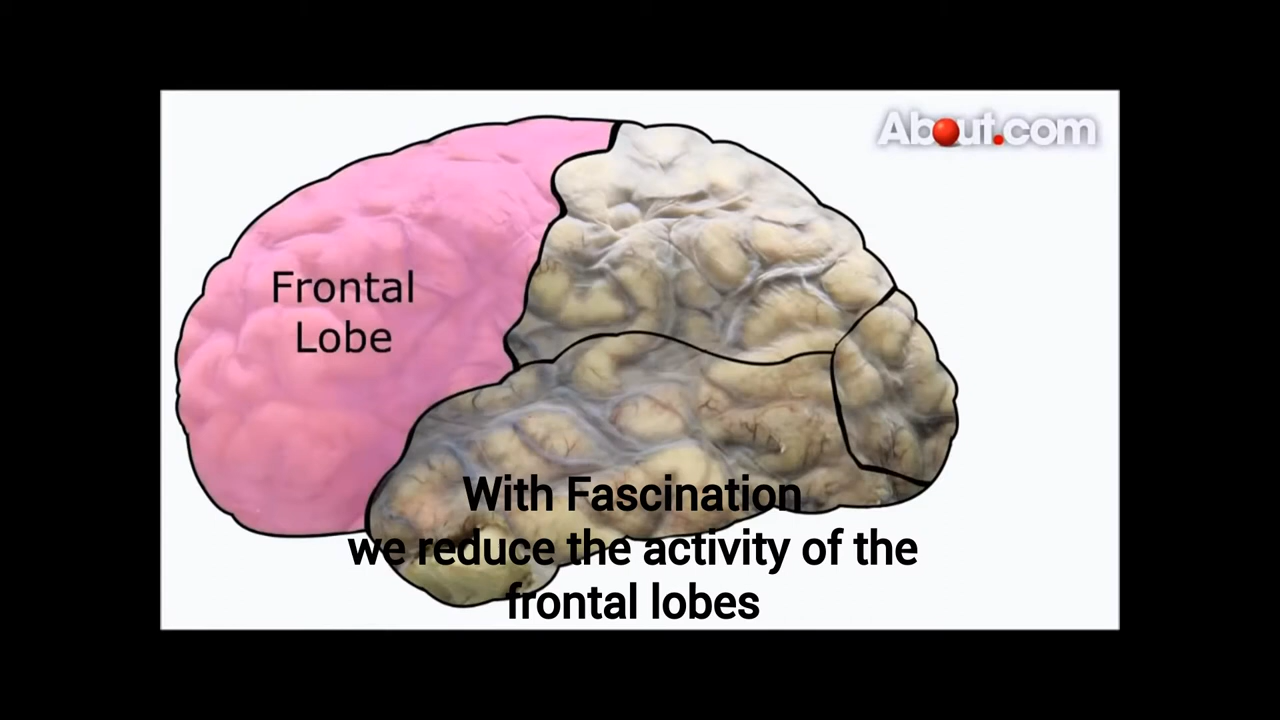 About.com
Frontal
Lobe
With Fascination
we reduce the activity of the
frontal lobes